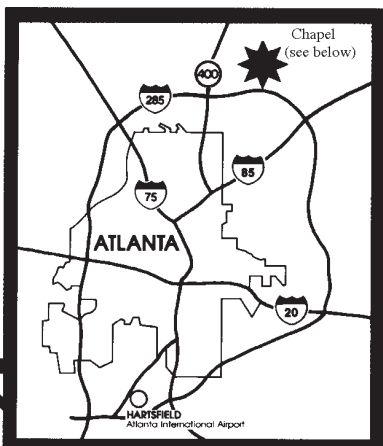 Chapel
(see below)
400
285
85
75
ATLANTA
20
HARTSFIELD
Atlanta International Airport